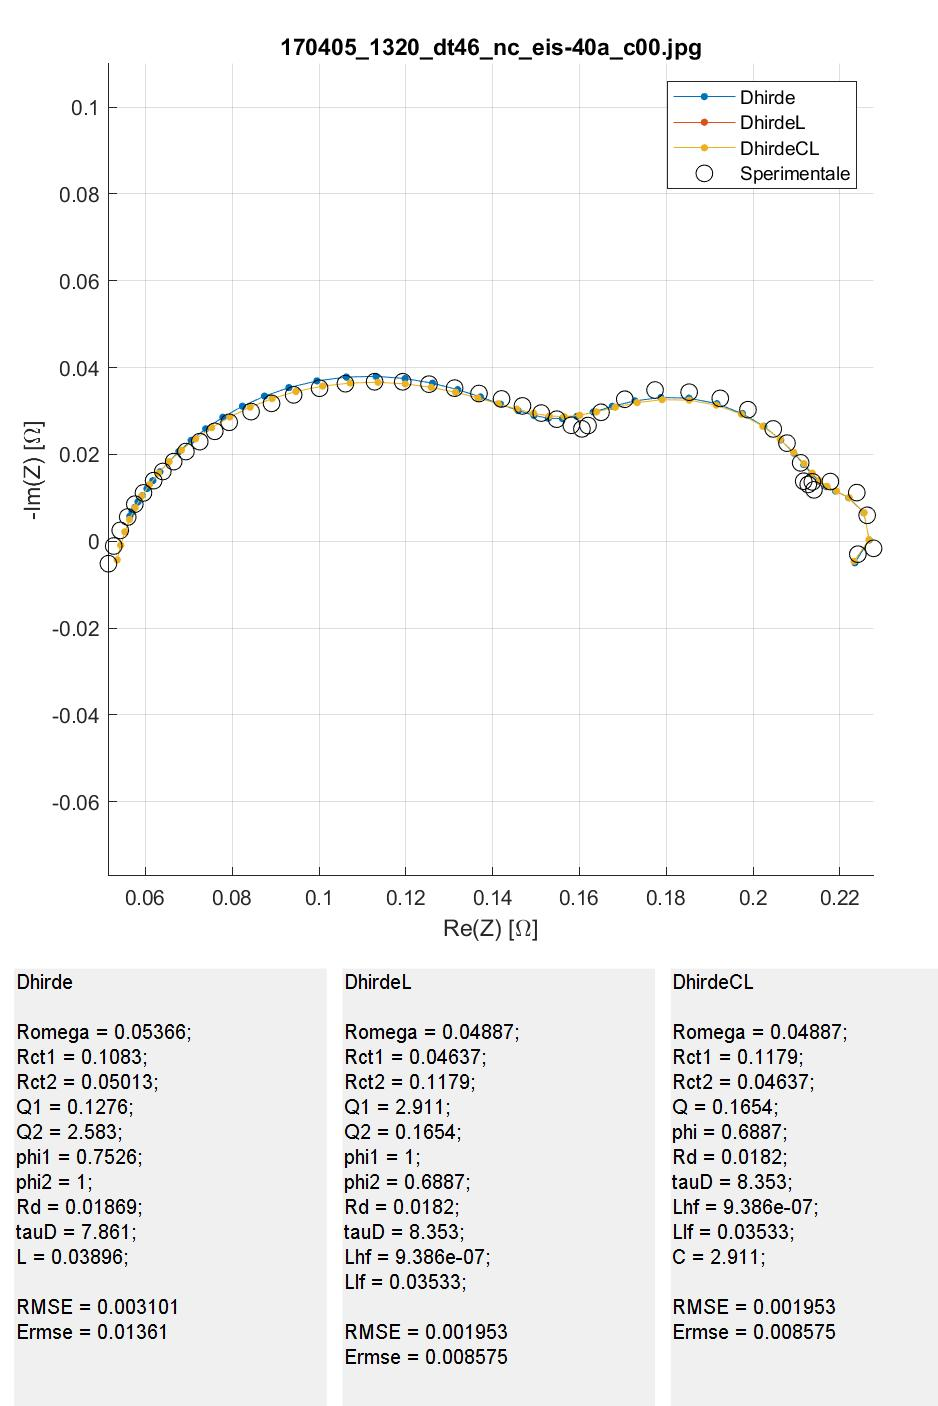 170405_1320_dt46_nc_eis-40a_c00.jpg
Dhirde
DhirdeL
DhirdeCL
Sperimentale
0.1
0.08
0.06
0.04
0.02
0
-0.02
-0.04
-0.06
-Im(Z) [Ω]
0.06
0.08
0.1
0.12
0.14
0.16
0.18
0.2
0.22
Re(Z) [Ω]
Dhirde
Romega = 0.05366;
Rct1 = 0.1083;
Rct2 = 0.05013;
Q1 = 0.1276;
Q2 = 2.583;
phi1 = 0.7526;
phi2 = 1;
Rd = 0.01869;
tauD = 7.861;
L = 0.03896;
RMSE = 0.003101
Ermse = 0.01361
DhirdeL
Romega = 0.04887;
Rct1 = 0.04637;
Rct2 = 0.1179;
Q1 = 2.911;
Q2 = 0.1654;
phi1 = 1;
phi2 = 0.6887;
Rd = 0.0182;
tauD = 8.353;
Lhf = 9.386e-07;
Llf = 0.03533;
RMSE = 0.001953
Ermse = 0.008575
DhirdeCL
Romega = 0.04887;
Rct1 = 0.1179;
Rct2 = 0.04637;
Q = 0.1654;
phi = 0.6887;
Rd = 0.0182;
tauD = 8.353;
Lhf = 9.386e-07;
Llf = 0.03533;
C = 2.911;
RMSE = 0.001953
Ermse = 0.008575